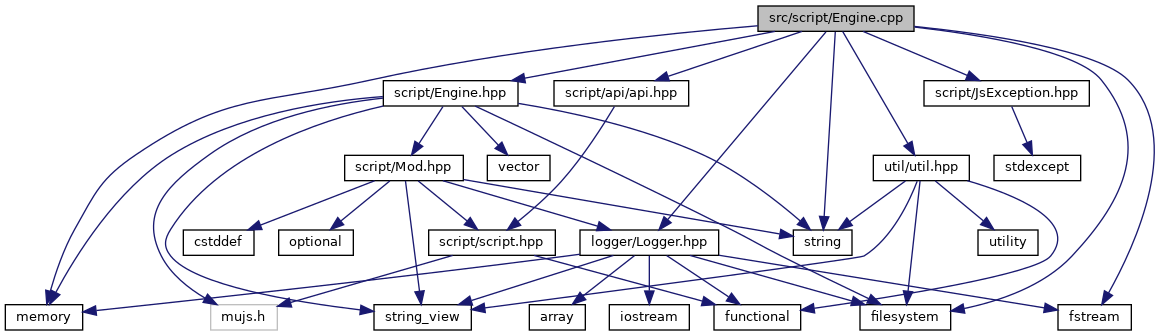 src/script/Engine.cpp
script/Engine.hpp
script/api/api.hpp
script/JsException.hpp
script/Mod.hpp
vector
util/util.hpp
stdexcept
cstddef
optional
script/script.hpp
logger/Logger.hpp
string
utility
memory
mujs.h
string_view
array
iostream
functional
filesystem
fstream